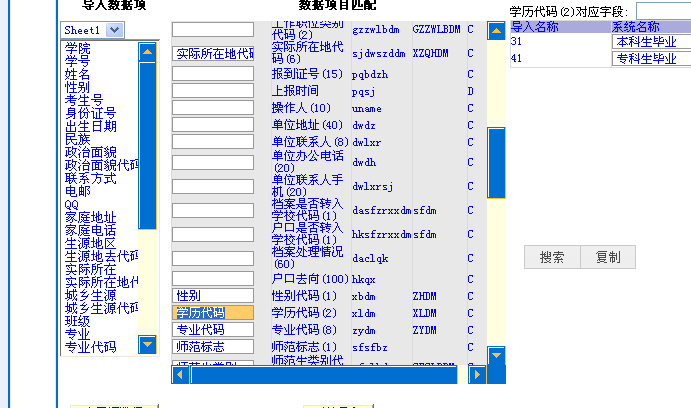 导入数据项
数据项目匹配
学历代码(2)对应字段:
Sheet1
学院
学号
姓名
性别
考生号
身份证号
出生日期
民族
政治面貌
政治面貌代码
联系方式
电邮
QQ
家庭地址
家庭电话
生源地区
生源地去代码
实际所在
实际所在地代
城乡生源
城乡生源代码
班级
专业
专业代码
工作职位类别代码(2) gzzwlbdm GZZWLBDM C
实际所在地代码 实际所在地代码(6) sjdwszddm XZQHDM C
报到证号(15) pqbdzh C
上报时间 pqsj D
操作人(10) uname C
单位地址(40) dwdz C
单位联系人(8) dwlxr C
单位办公电话(20) dwdh C
单位联系人手机(20) dwlxrsj C
档案是否转入学校代码(1) dasfzrxxdm sfdm C
户口是否转入学校代码(1) hksfzrxxdm sfdm C
档案处理情况(60) daclqk C
户口去向(100) hkqx C
性别 性别代码(1) xbdm ZHDM C
学历代码 学历代码(2) xldm XLDM C
专业代码 专业代码(8) zydm ZYDM C
师范标志 师范标志(1) sfsfbz C
师范生类别代
导入名称 系统名称
31 本科生毕业
41 专科生毕业
搜索 复制